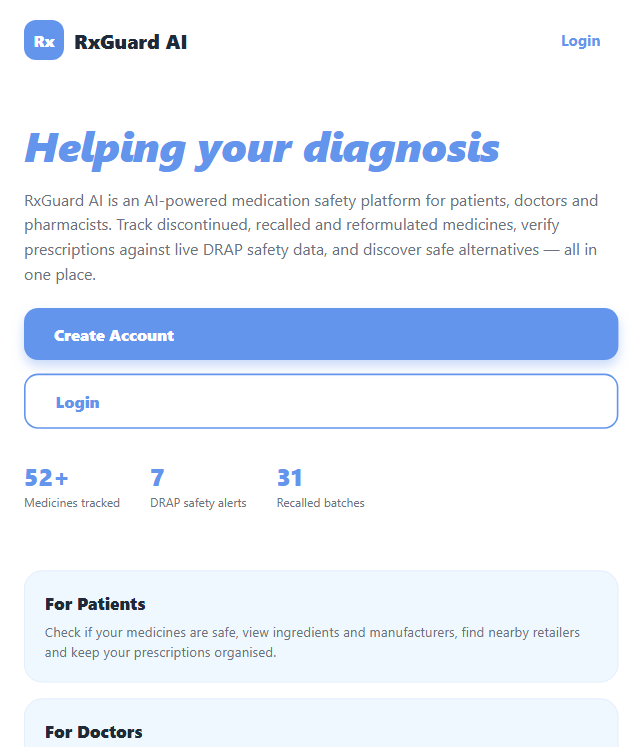 Rx
RxGuard AI
Login
Helping your diagnosis
RxGuard AI is an AI-powered medication safety platform for patients, doctors and
pharmacists. Track discontinued, recalled and reformulated medicines, verify
prescriptions against live DRAP safety data, and discover safe alternatives — all in
one place.
Create Account
Login
52+ 7 31
Medicines tracked DRAP safety alerts Recalled batches
For Patients
Check if your medicines are safe, view ingredients and manufacturers, find nearby retailers
and keep your prescriptions organised.
For Doctors